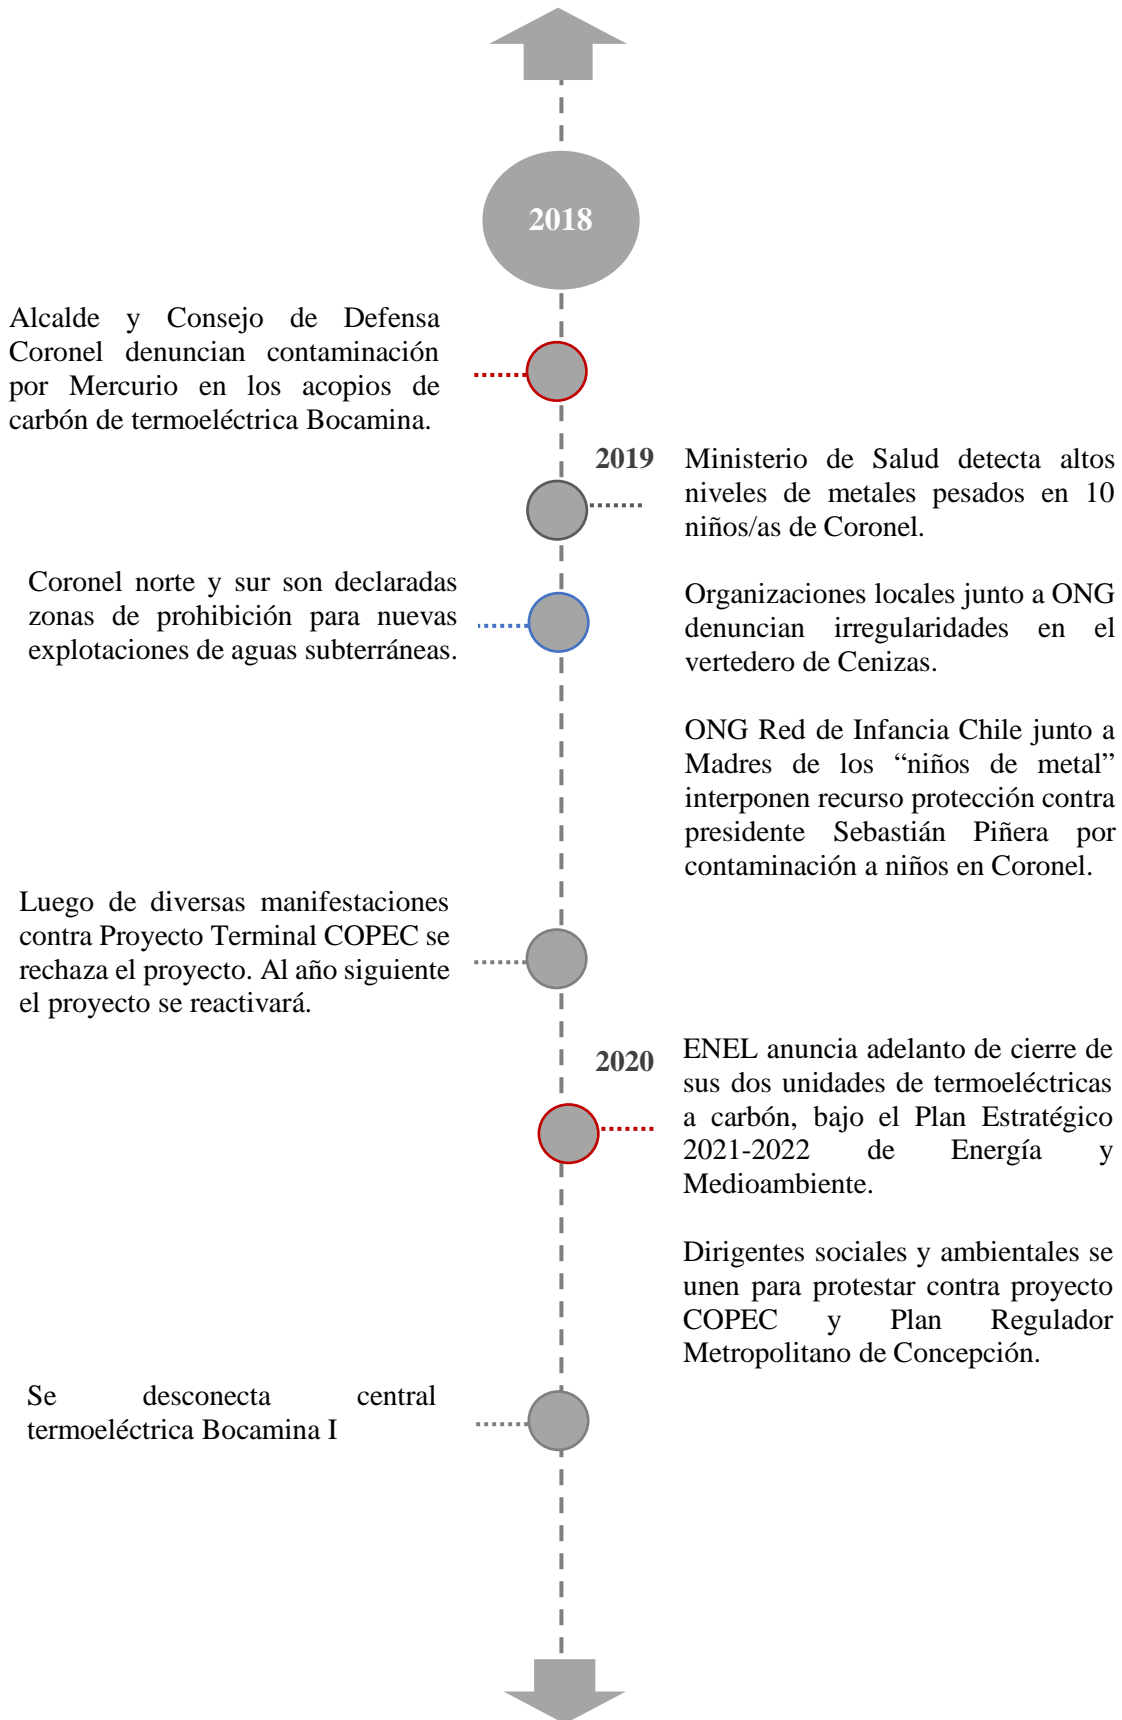 2018
Alcalde y Consejo de Defensa
Coronel denuncian contaminación
por Mercurio en los acopios de
carbón de termoeléctrica Bocamina.
2019
Ministerio de Salud detecta altos
niveles de metales pesados en 10
niños/as de Coronel.
Coronel norte y sur son declaradas
zonas de prohibición para nuevas
explotaciones de aguas subterráneas.
Organizaciones locales junto a ONG
denuncian irregularidades en el
vertedero de Cenizas.
ONG Red de Infancia Chile junto a
Madres de los “niños de metal”
interponen recurso protección contra
presidente Sebastián Piñera por
contaminación a niños en Coronel.
Luego de diversas manifestaciones
contra Proyecto Terminal COPEC se
rechaza el proyecto. Al año siguiente
el proyecto se reactivará.
2020
ENEL anuncia adelanto de cierre de
sus dos unidades de termoeléctricas
a carbón, bajo el Plan Estratégico
2021-2022 de Energía y
Medioambiente.
Dirigentes sociales y ambientales se
unen para protestar contra proyecto
COPEC y Plan Regulador
Metropolitano de Concepción.
Se desconecta central
termoeléctrica Bocamina I